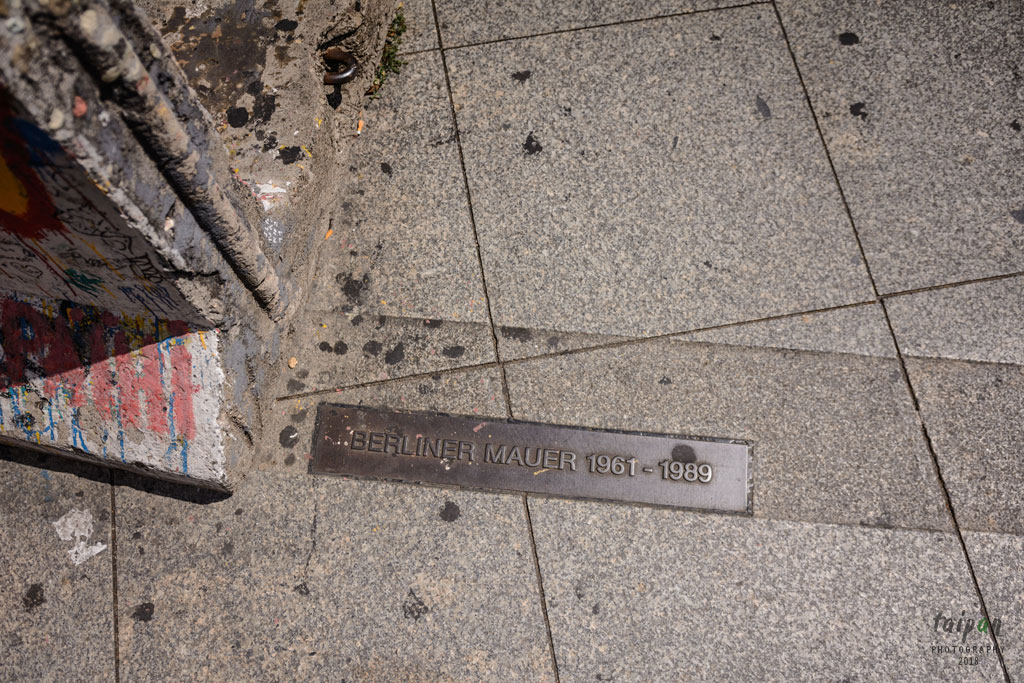 BERLINER MAUER 1961 - 1989
taipan
PHOTOGRAPHY
2018